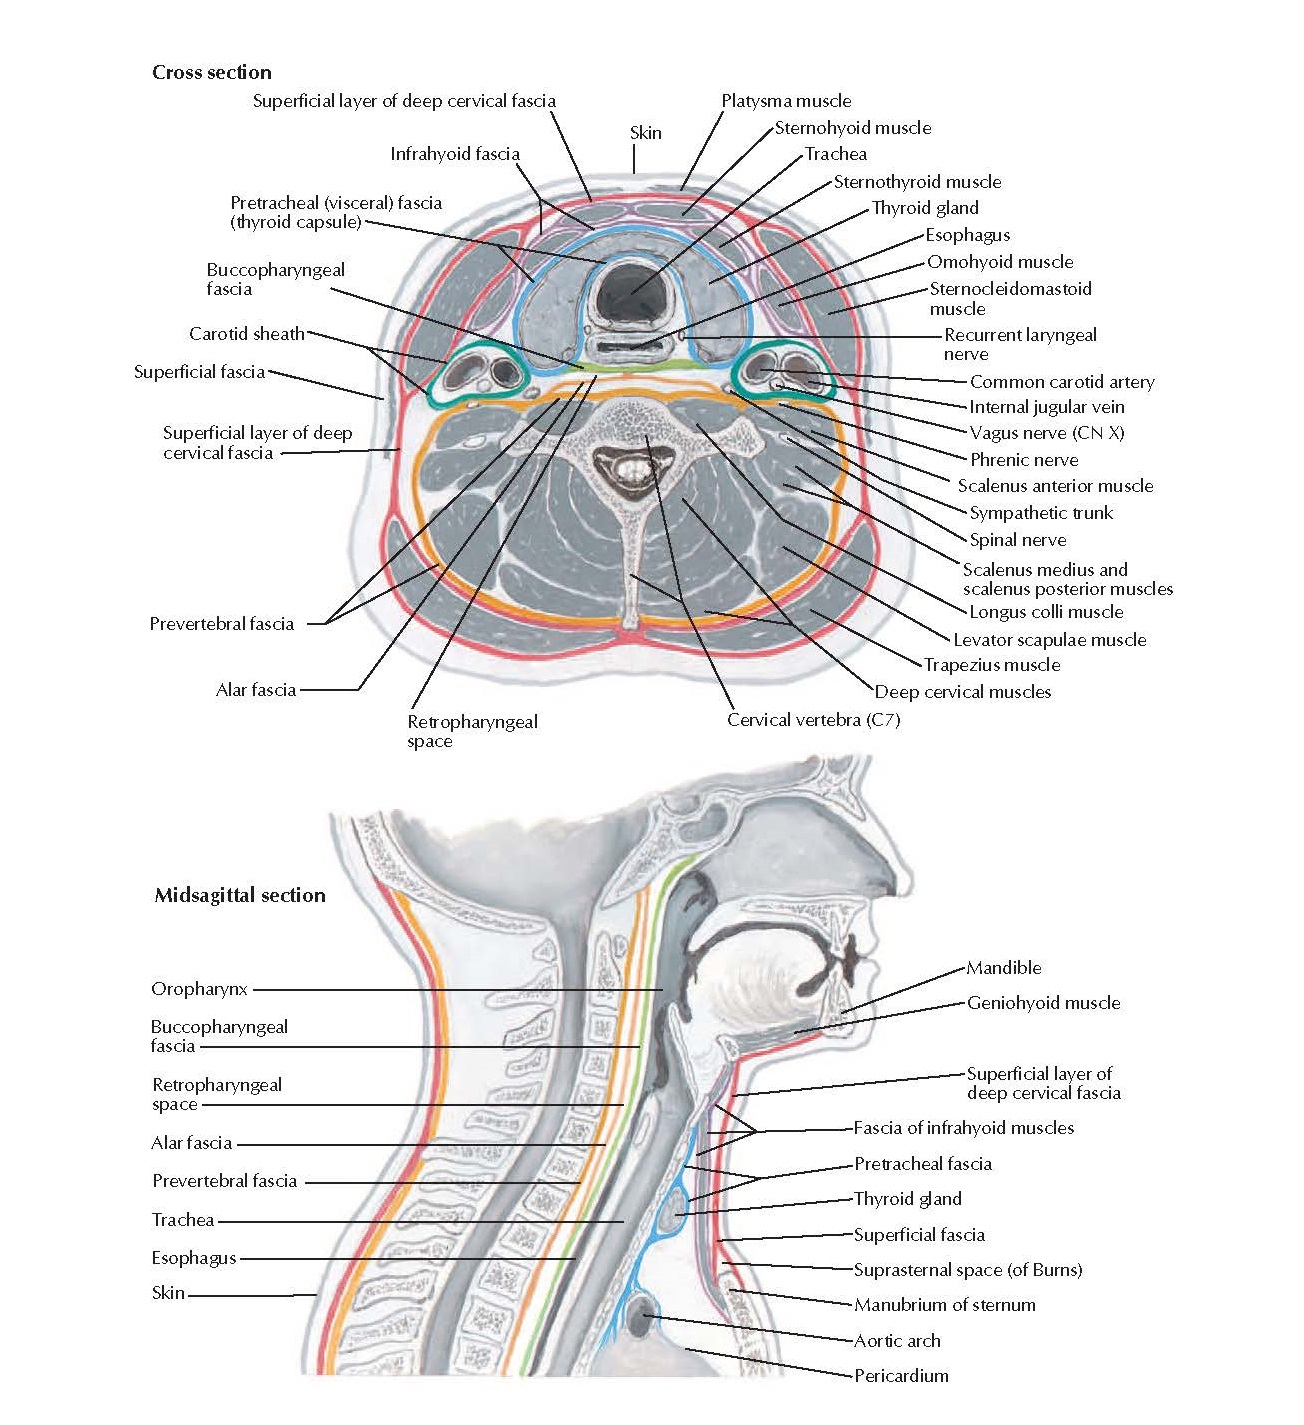 Cross section
Superficial layer of deep cervical fascia
Platysma muscle
Skin
Sternohyoid muscle
Infrahyoid fascia
Trachea
Sternothyroid muscle
Pretracheal (visceral) fascia
(thyroid capsule)
Thyroid gland
Esophagus
Buccopharyngeal
fascia
Omohyoid muscle
Sternocleidomastoid
muscle
Carotid sheath
Recurrent laryngeal
nerve
Superficial fascia
Common carotid artery
Internal jugular vein
Superficial layer of deep
cervical fascia
Vagus nerve (CN X)
Phrenic nerve
Scalenus anterior muscle
Sympathetic trunk
Spinal nerve
Scalenus medius and
scalenus posterior muscles
Prevertebral fascia
Longus colli muscle
Levator scapulae muscle
Trapezius muscle
Alar fascia
Deep cervical muscles
Retropharyngeal
space
Cervical vertebra (C7)
Midsagittal section
Oropharynx
Buccopharyngeal
fascia
Retropharyngeal
space
Alar fascia
Prevertebral fascia
Trachea
Esophagus
Skin
Mandible
Geniohyoid muscle
Superficial layer of
deep cervical fascia
Fascia of infrahyoid muscles
Pretracheal fascia
Thyroid gland
Superficial fascia
Suprasternal space (of Burns)
Manubrium of sternum
Aortic arch
Pericardium